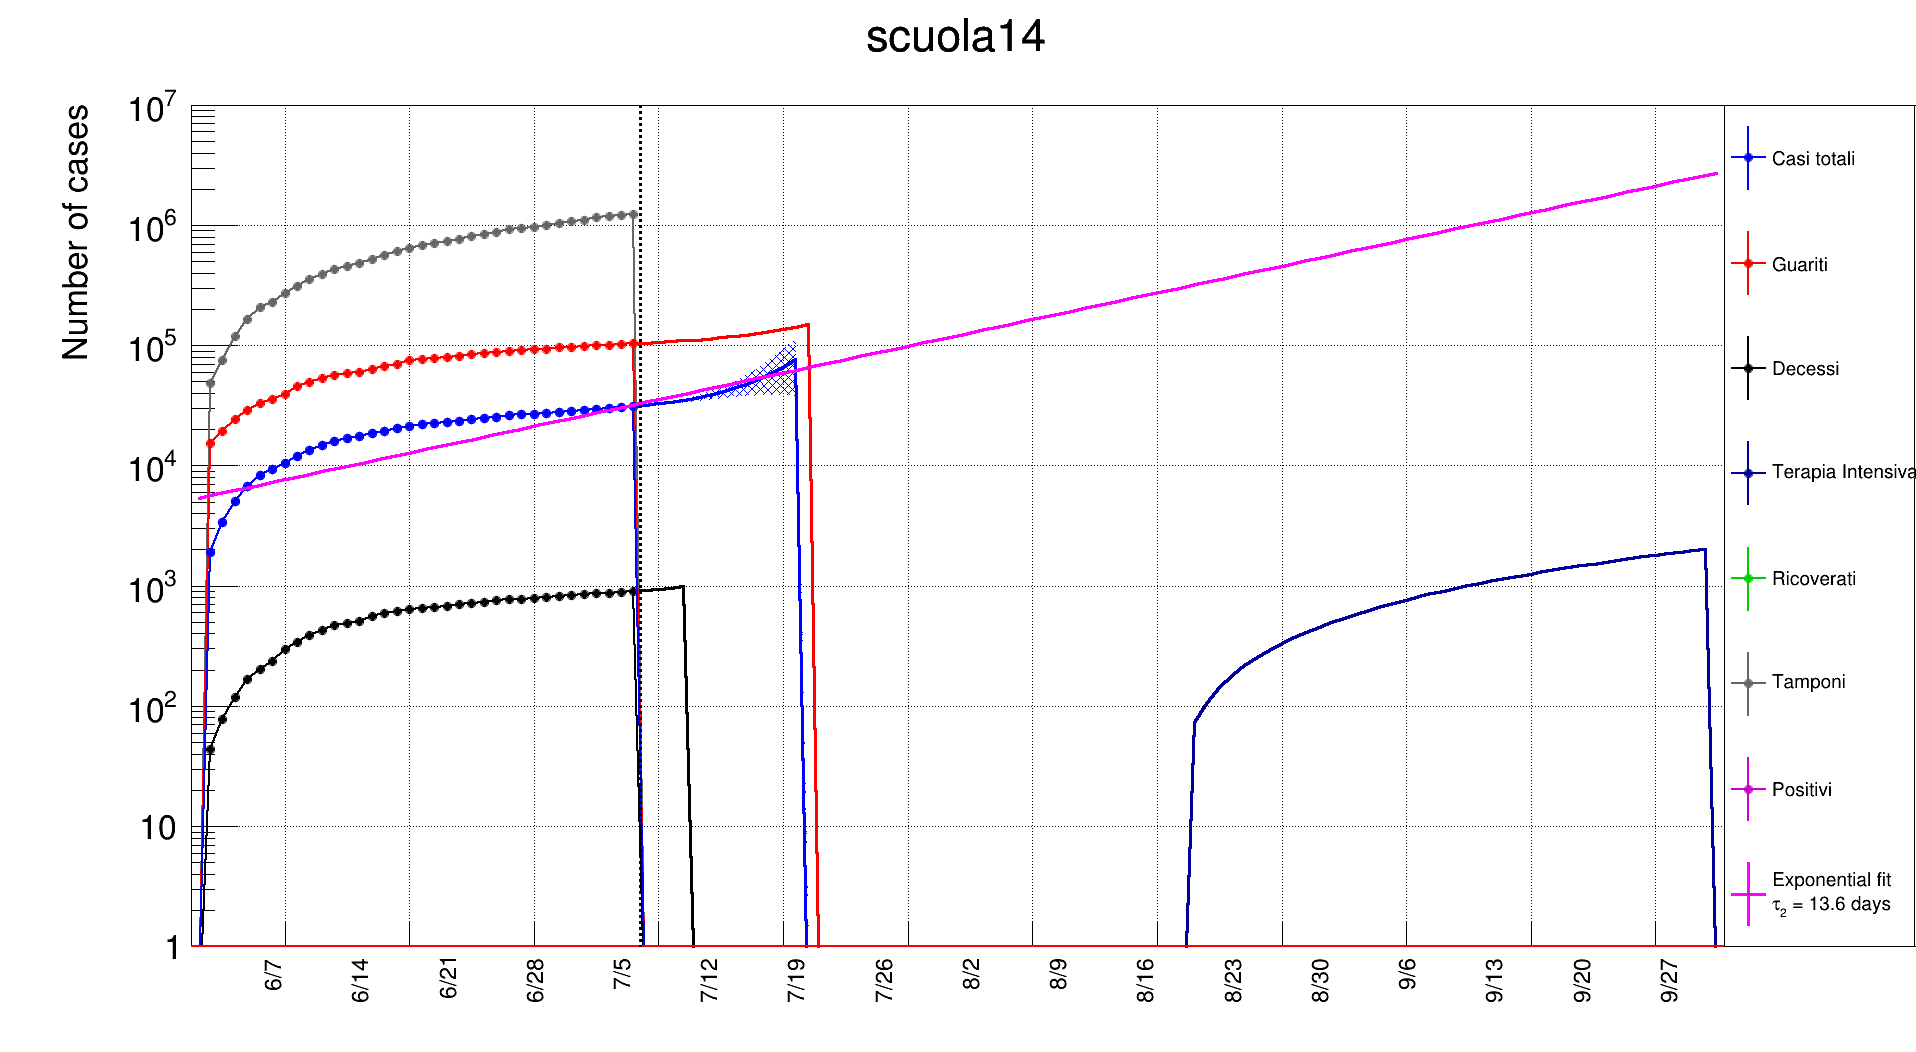 scuola14
Number of cases
10^7
10^6
10^5
10^4
10^3
10^2
10
1
6/7
6/14
6/21
6/28
7/5
7/12
7/19
7/26
8/2
8/9
8/16
8/23
8/30
9/6
9/13
9/20
9/27
Casi totali
Guariti
Decessi
Terapia Intensiva
Ricoverati
Tamponi
Positivi
Exponential fit
τ₂ = 13.6 days